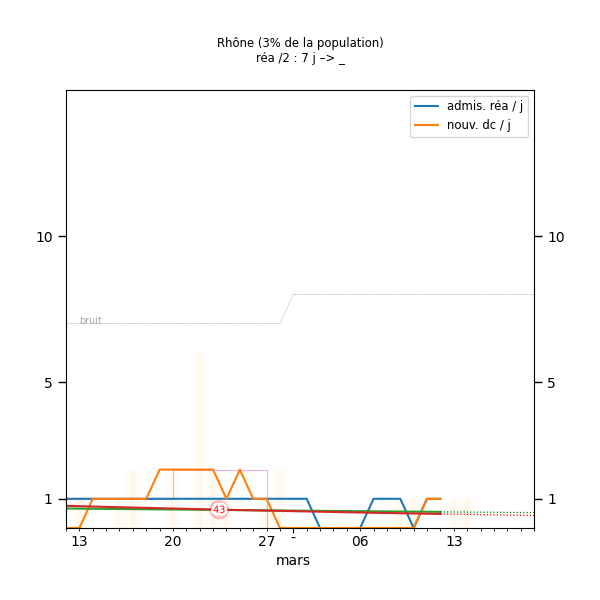 Rhône (3% de la population)
réa /2 : 7 j –> _
admis. réa / j
nouv. dc / j
10 10
bruit
5 5
1 1
43
13 20 27 - 06 13
mars